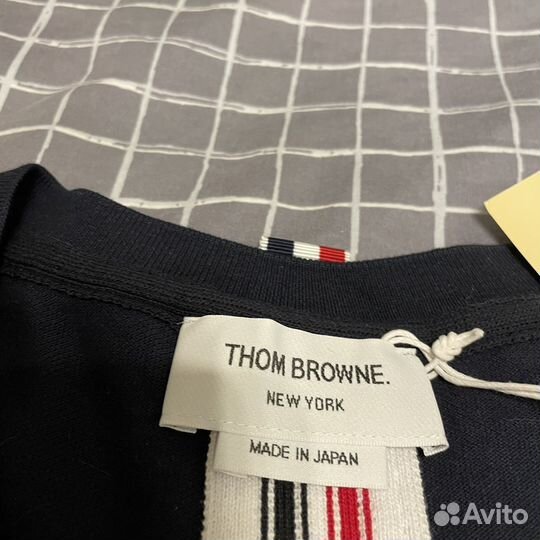 THOM BROWNE.
NEW YORK
MADE IN JAPAN
Avito